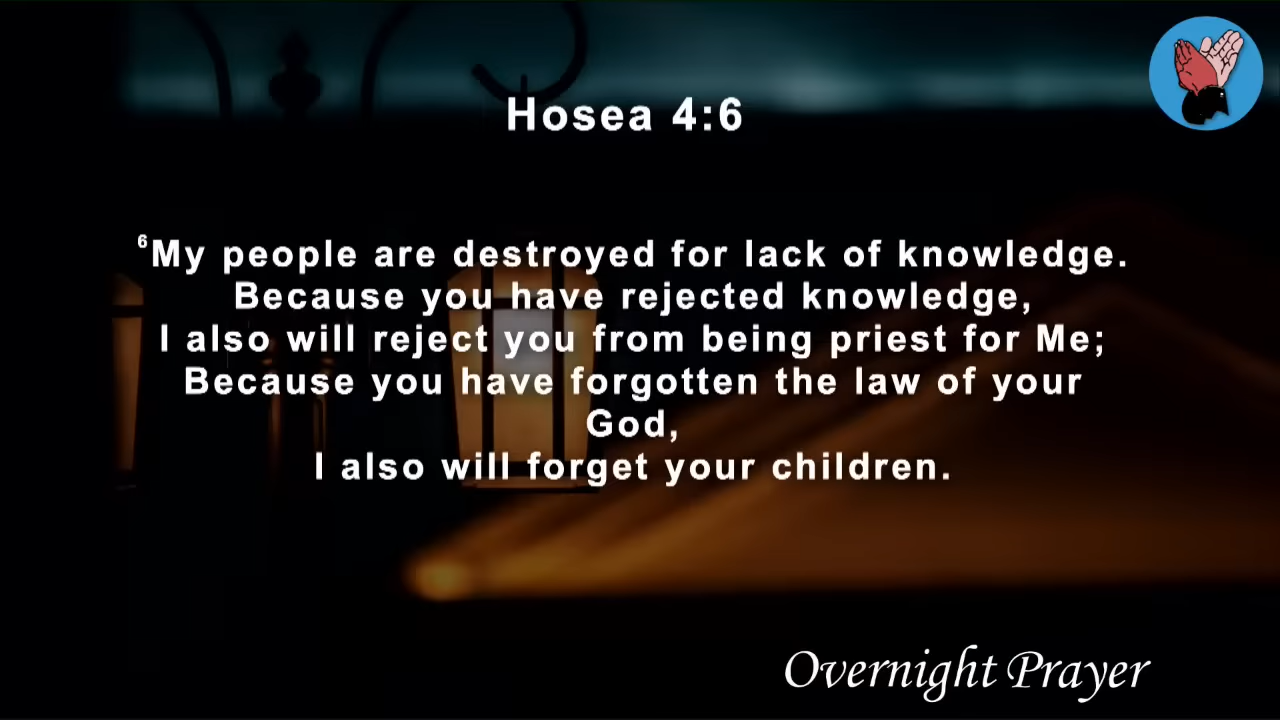 Hosea 4:6
⁶My people are destroyed for lack of knowledge.
Because you have rejected knowledge,
I also will reject you from being priest for Me;
Because you have forgotten the law of your
God,
I also will forget your children.
Overnight Prayer